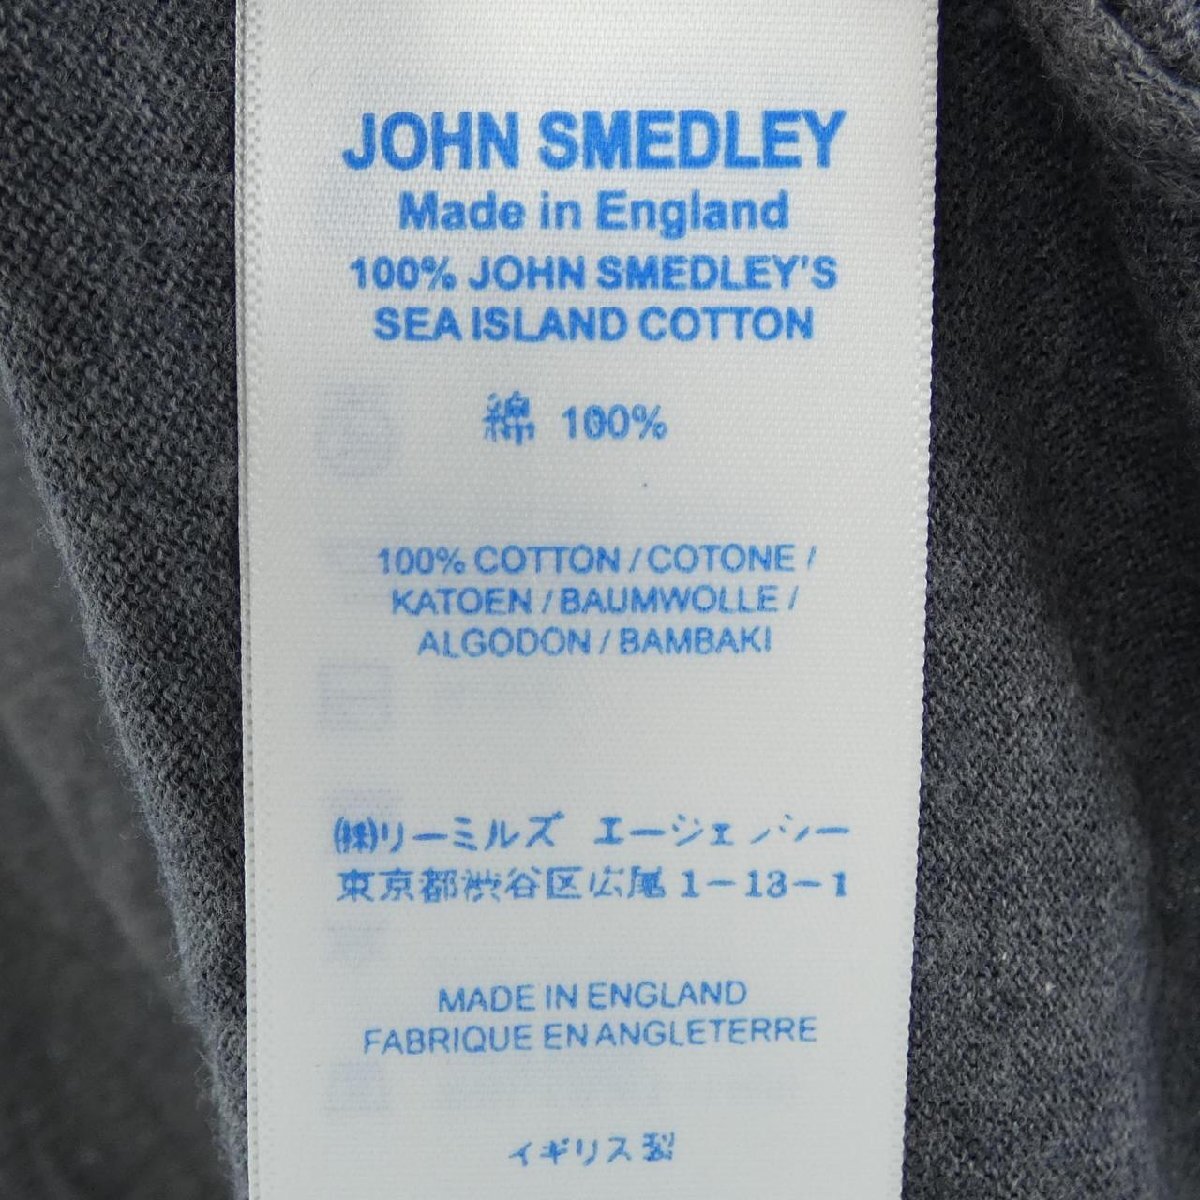 JOHN SMEDLEY
Made in England
100% JOHN SMEDLEY'S
SEA ISLAND COTTON
綿 100%
100% COTTON / COTONE /
KATOEN / BAUMWOLLE /
ALGODON / BAMBAKI
㈱リーミルズ エージェンシー
東京都渋谷区広尾1-13-1
MADE IN ENGLAND
FABRIQUE EN ANGLETERRE
イギリス製